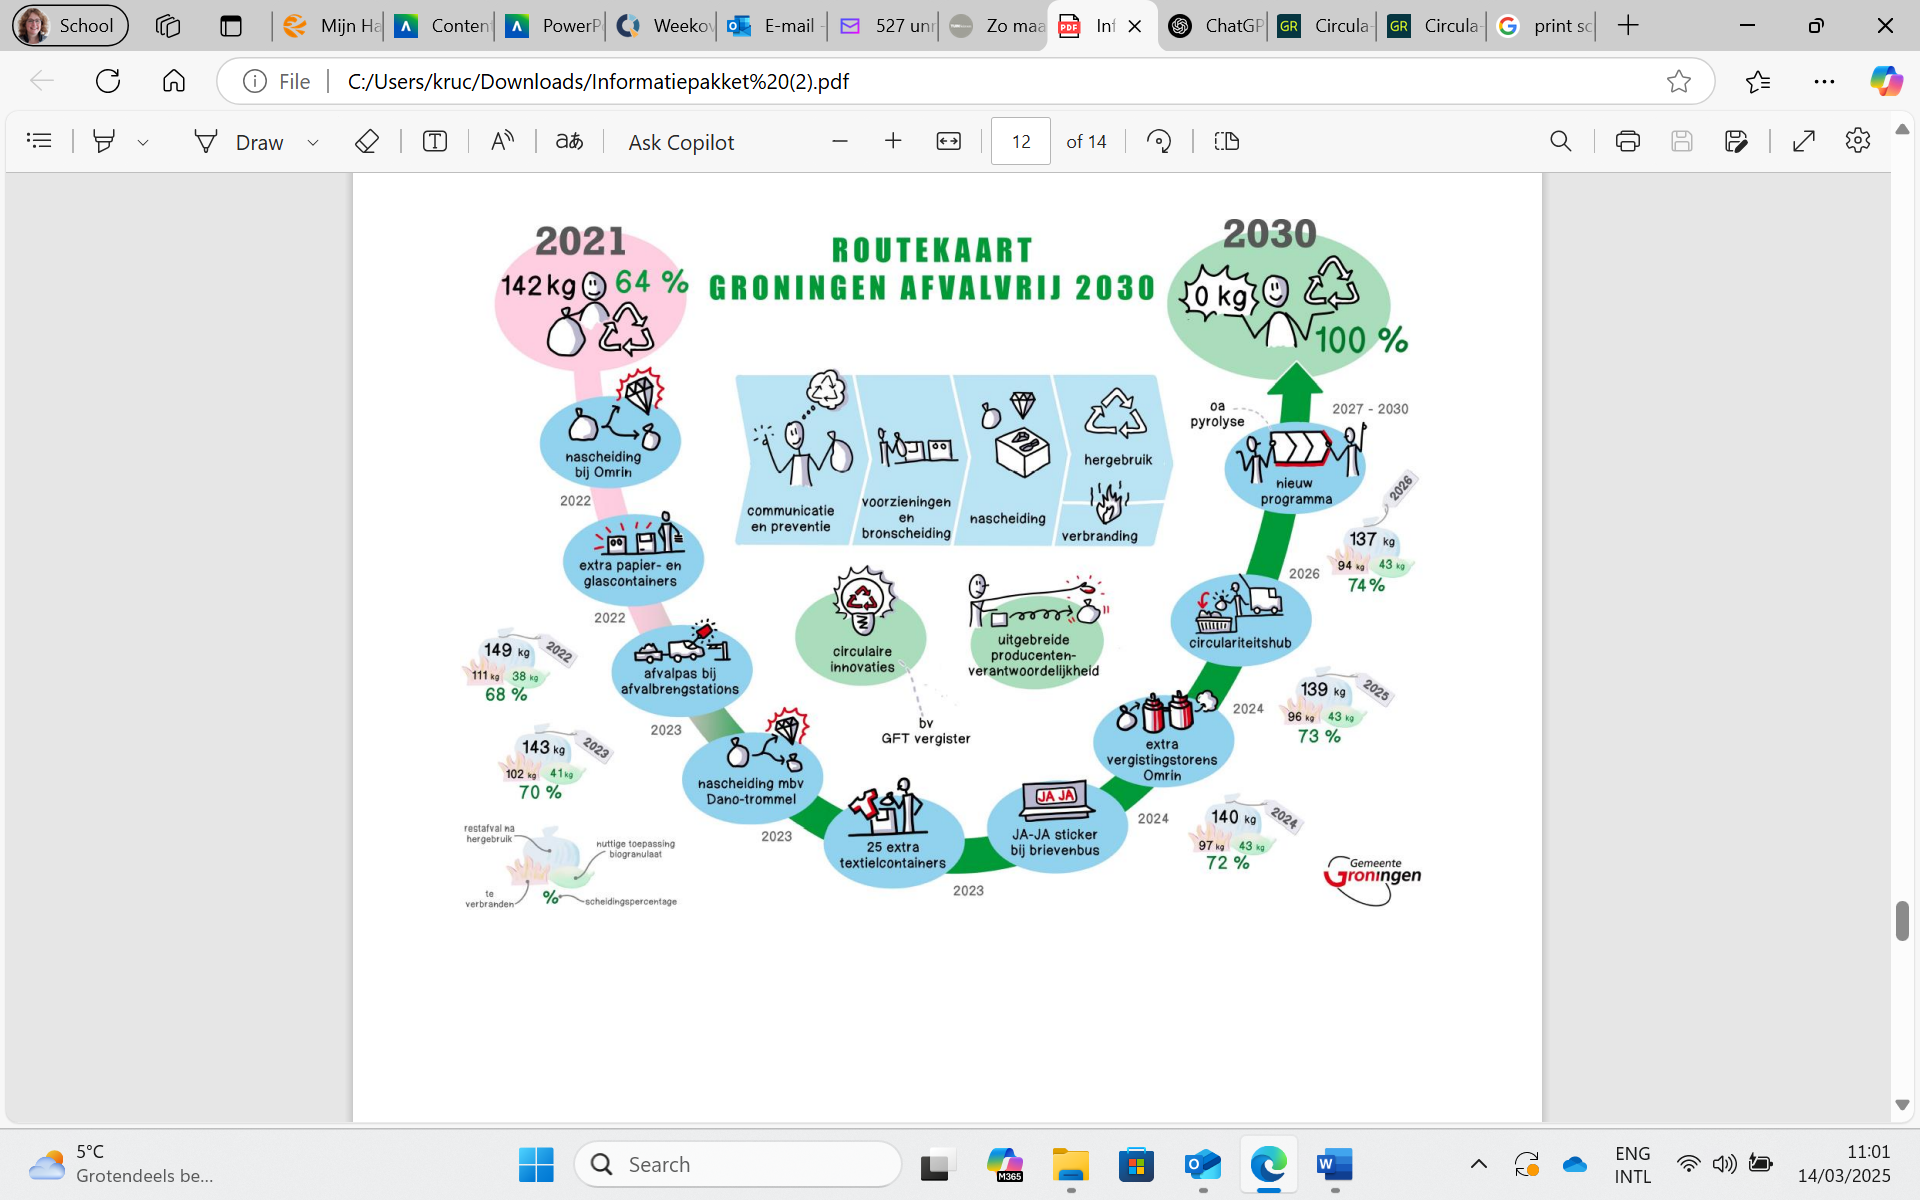 School
Mijn Ha
Content
PowerP
Weekov
E-mail
527 unr
Zo maa
Inf
ChatGP
Circula
Circula
print sc
File
C:/Users/kruc/Downloads/Informatiepakket%20(2).pdf
Draw
Ask Copilot
12
of 14
2021
142 kg
64 %
ROUTEKAART
GRONINGEN AFVALVRIJ 2030
2030
0 kg
100 %
nascheiding
bij Omrin
2022
extra papier- en
glascontainers
2022
afvalpas bij
afvalbrengstations
2023
nascheiding mbv
Dano-trommel
2023
25 extra
textielcontainers
2023
JA JA
JA-JA sticker
bij brievenbus
2024
extra
vergistingstorens
Omrin
2024
circulariteitshub
2026
nieuw
programma
oa
pyrolyse
2027 - 2030
communicatie
en preventie
voorzieningen
en
bronscheiding
nascheiding
hergebruik
verbranding
circulaire
innovaties
bv
GFT vergister
uitgebreide
producenten-
verantwoordelijkheid
149 kg
2022
111 kg
38 kg
68 %
143 kg
2023
102 kg
41 kg
70 %
140 kg
2024
97 kg
43 kg
72 %
139 kg
2025
96 kg
43 kg
73 %
2026
137 kg
94 kg
43 kg
74 %
restafval na
hergebruik
nuttige toepassing
biogranulaat
te
verbranden
%
scheidingspercentage
Gemeente
Groningen
5°C
Grotendeels be...
Search
M365
ENG
INTL
11:01
14/03/2025